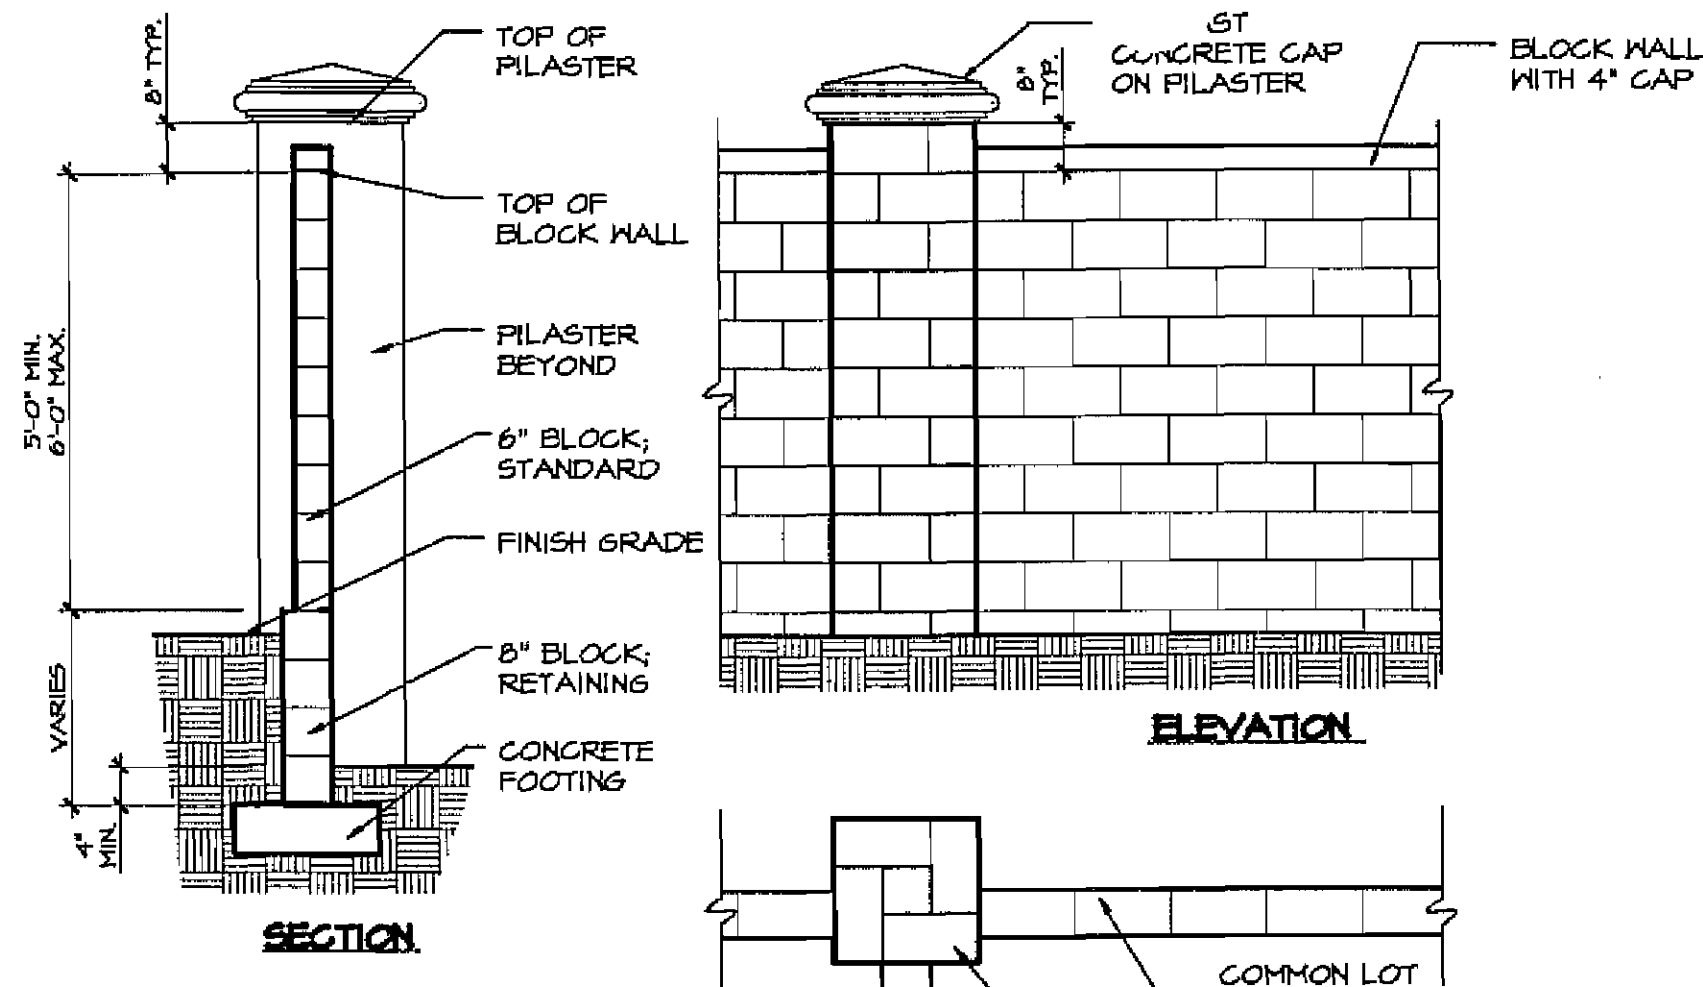 8" TYP.
TOP OF
PILASTER
TOP OF
BLOCK WALL
5'-0" MIN.
6'-0" MAX.
PILASTER
BEYOND
6" BLOCK;
STANDARD
FINISH GRADE
8" BLOCK;
RETAINING
VARIES
CONCRETE
FOOTING
4"
MIN.
SECTION
ST
CONCRETE CAP
ON PILASTER
8"
TYP.
BLOCK WALL
WITH 4" CAP
ELEVATION
COMMON LOT